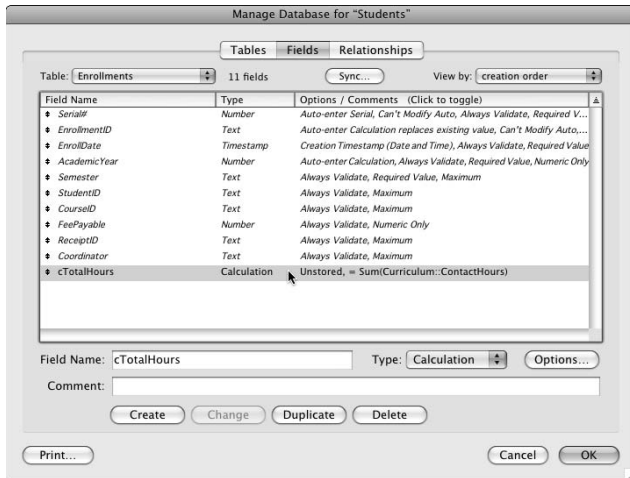 Manage Database for “Students”
Tables Fields Relationships
Table: Enrollments 11 fields Sync... View by: creation order
Field Name Type Options / Comments (Click to toggle)
Serial# Number Auto-enter Serial, Can't Modify Auto, Always Validate, Required V...
EnrollmentID Text Auto-enter Calculation replaces existing value, Can't Modify Auto,...
EnrollDate Timestamp Creation Timestamp (Date and Time), Always Validate, Required Value
AcademicYear Number Auto-enter Calculation, Always Validate, Required Value, Numeric Only
Semester Text Always Validate, Required Value, Maximum
StudentID Text Always Validate, Maximum
CourseID Text Always Validate, Maximum
FeePayable Number Always Validate, Numeric Only
ReceiptID Text Always Validate, Maximum
Coordinator Text Always Validate, Maximum
cTotalHours Calculation Unstored, = Sum(Curriculum::ContactHours)
Field Name: cTotalHours Type: Calculation Options...
Comment:
Create Change Duplicate Delete
Print... Cancel OK